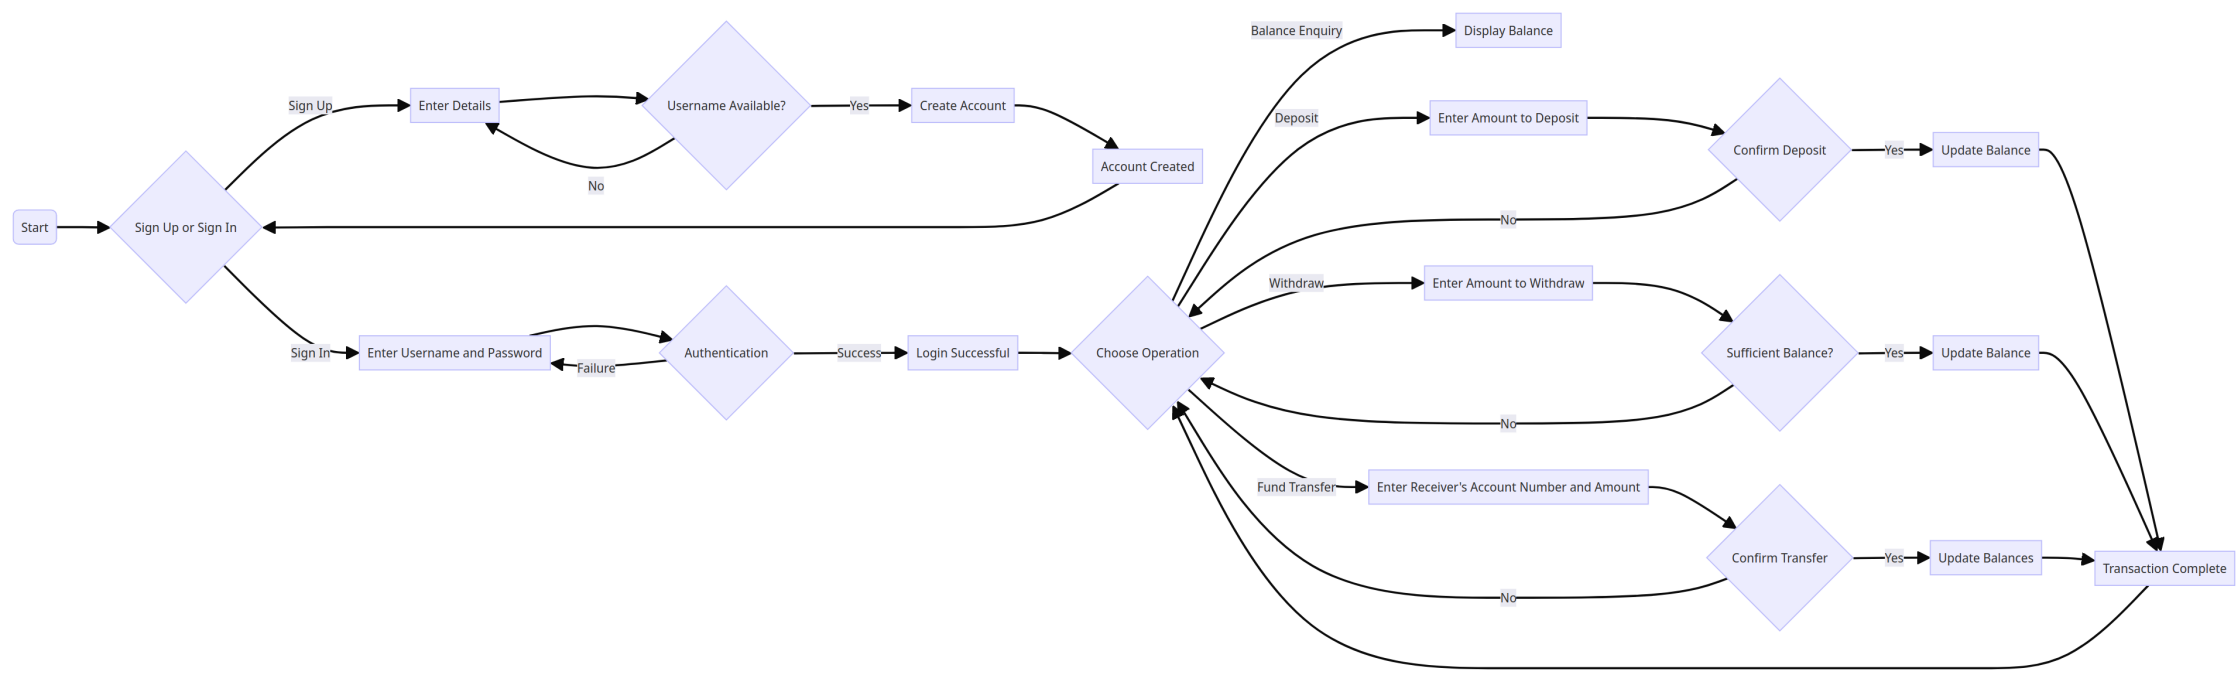 Start
Sign Up or Sign In
Sign Up
Enter Details
Username Available?
No
Yes
Create Account
Account Created
Sign In
Enter Username and Password
Authentication
Failure
Success
Login Successful
Choose Operation
Balance Enquiry
Display Balance
Deposit
Enter Amount to Deposit
Confirm Deposit
Yes
Update Balance
No
Withdraw
Enter Amount to Withdraw
Sufficient Balance?
Yes
Update Balance
No
Fund Transfer
Enter Receiver's Account Number and Amount
Confirm Transfer
Yes
Update Balances
No
Transaction Complete